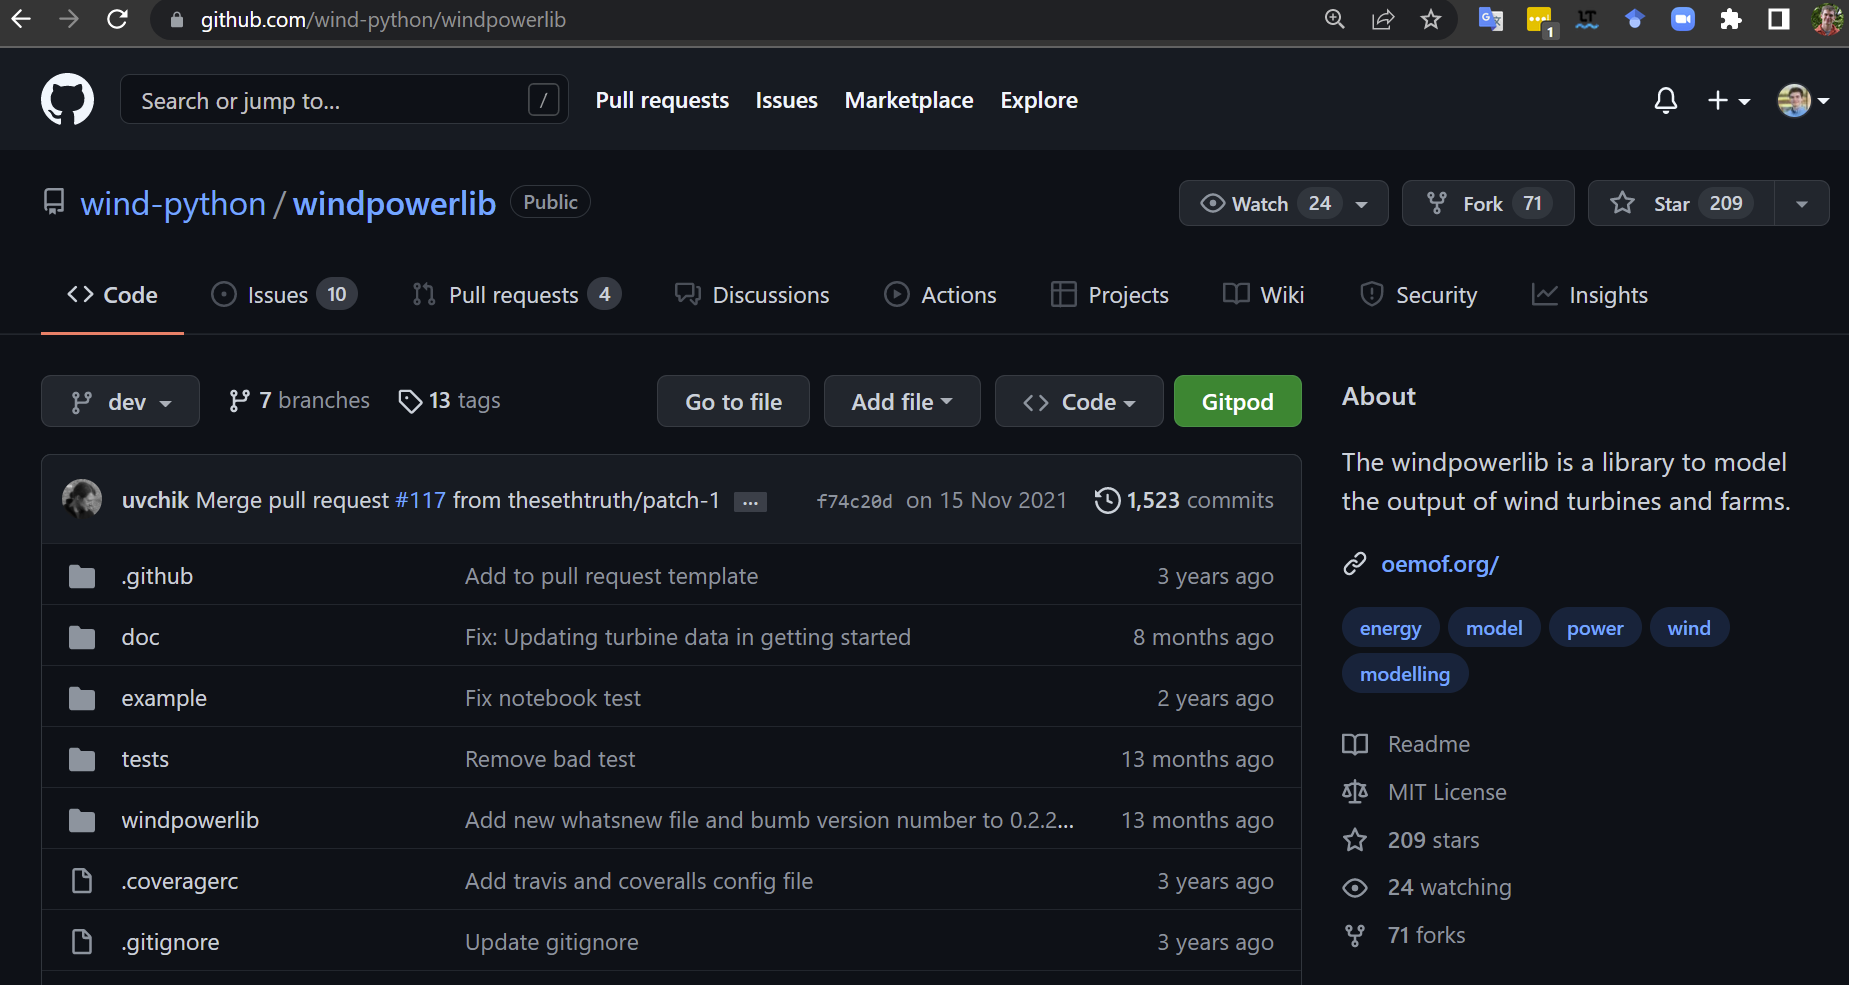 github.com/wind-python/windpowerlib
1
Search or jump to...
/
Pull requests
Issues
Marketplace
Explore
wind-python / windpowerlib
Public
Watch 24
Fork 71
Star 209
Code
Issues 10
Pull requests 4
Discussions
Actions
Projects
Wiki
Security
Insights
dev
7 branches
13 tags
Go to file
Add file
Code
Gitpod
uvchik Merge pull request #117 from thesethtruth/patch-1 ... f74c20d on 15 Nov 2021 1,523 commits
.github Add to pull request template 3 years ago
doc Fix: Updating turbine data in getting started 8 months ago
example Fix notebook test 2 years ago
tests Remove bad test 13 months ago
windpowerlib Add new whatsnew file and bumb version number to 0.2.2... 13 months ago
.coveragerc Add travis and coveralls config file 3 years ago
.gitignore Update gitignore 3 years ago
About
The windpowerlib is a library to model
the output of wind turbines and farms.
oemof.org/
energy model power wind
modelling
Readme
MIT License
209 stars
24 watching
71 forks